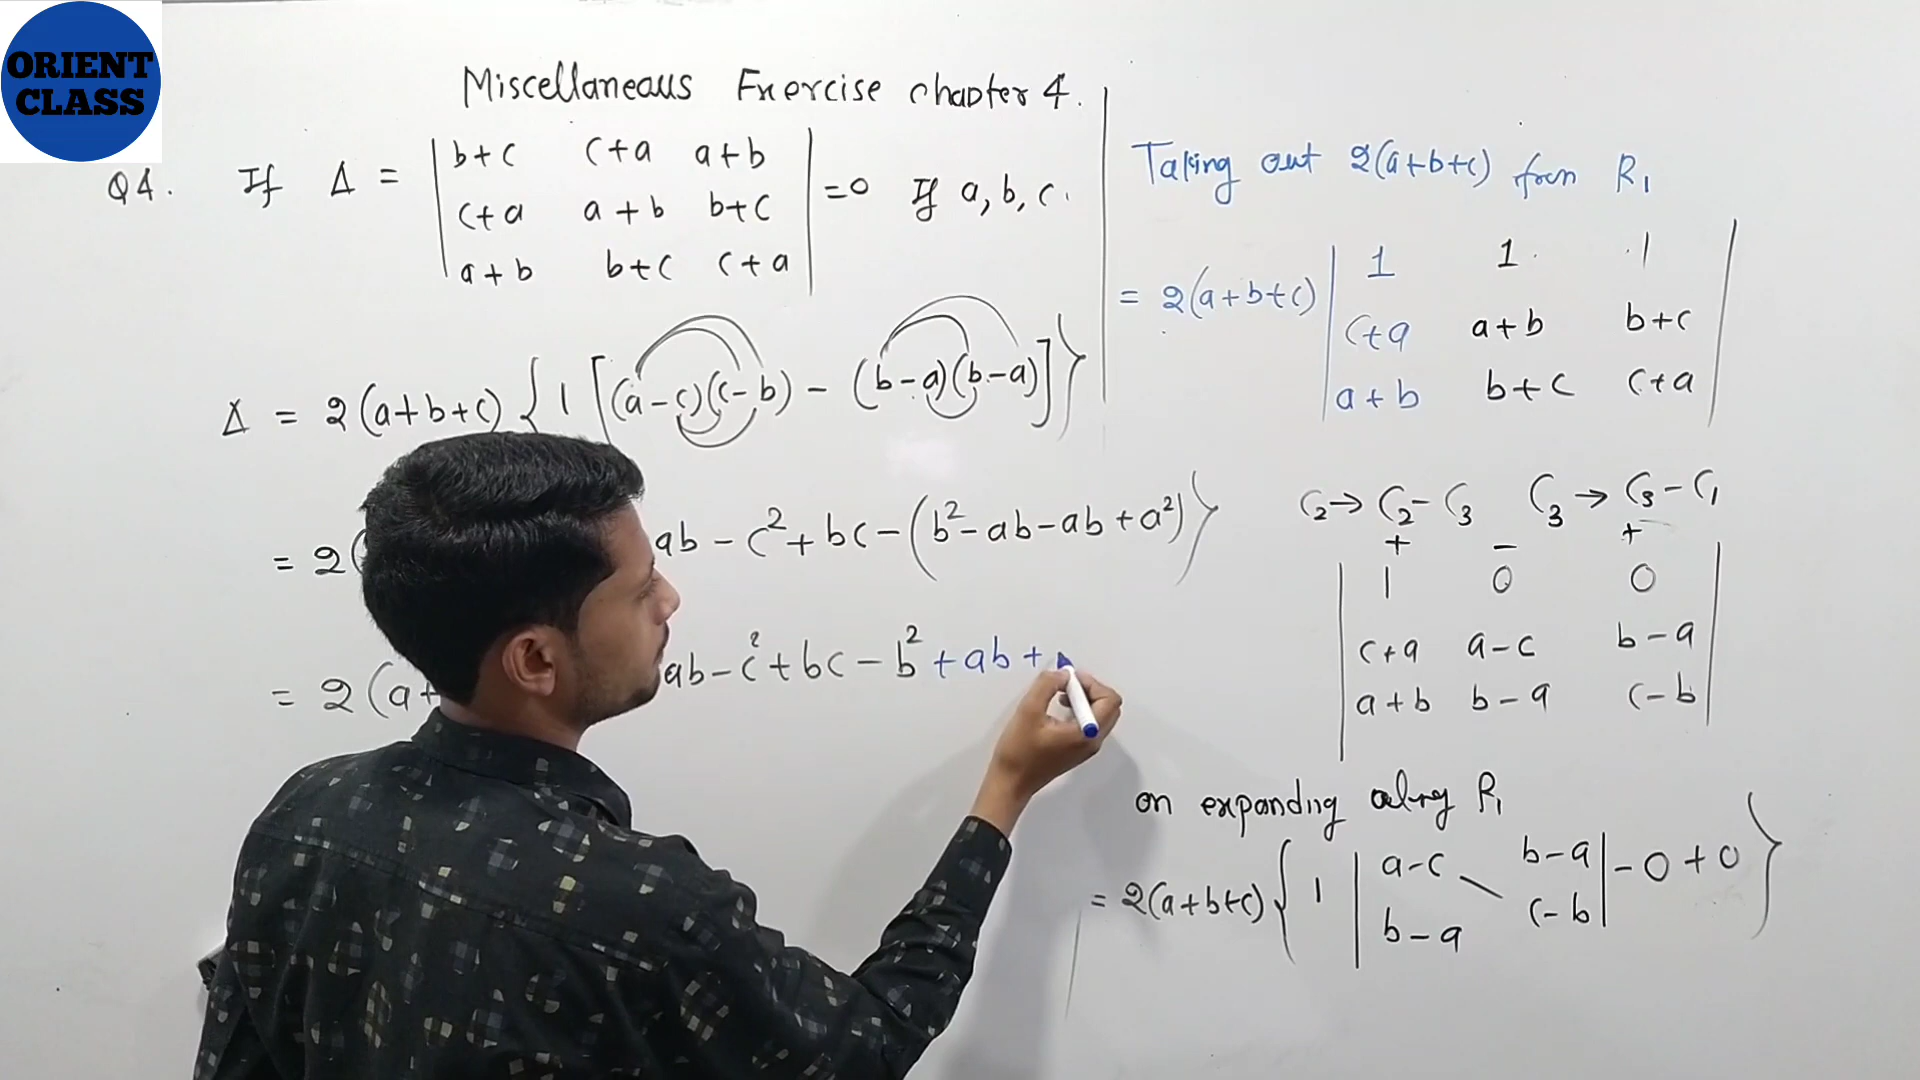 ORIENT
CLASS
Miscellaneaus Exercise chapter 4.
Q4. If Δ = | b+c c+a a+b | =0 If a, b, c.
| c+a a+b b+c |
| a+b b+c c+a |
Δ = 2(a+b+c) { 1 [(a-c)(c-b) - (b-a)(b-a)] }
= 2( ab - c² + bc - (b² - ab - ab + a²) }
= 2(a+ ab - c² + bc - b² + ab +
Taking out 2(a+b+c) from R₁
= 2(a+b+c) | 1 1 1 |
| c+a a+b b+c |
| a+b b+c c+a |
C₂→ C₂- C₃ C₃ → C₃ - C₁
+ - +
| 1 0 0 |
| c+a a-c b-a |
| a+b b-a c-b |
on expanding along R₁
= 2(a+b+c) { 1 | a-c b-a | - 0 + 0 }
| b-a c-b |